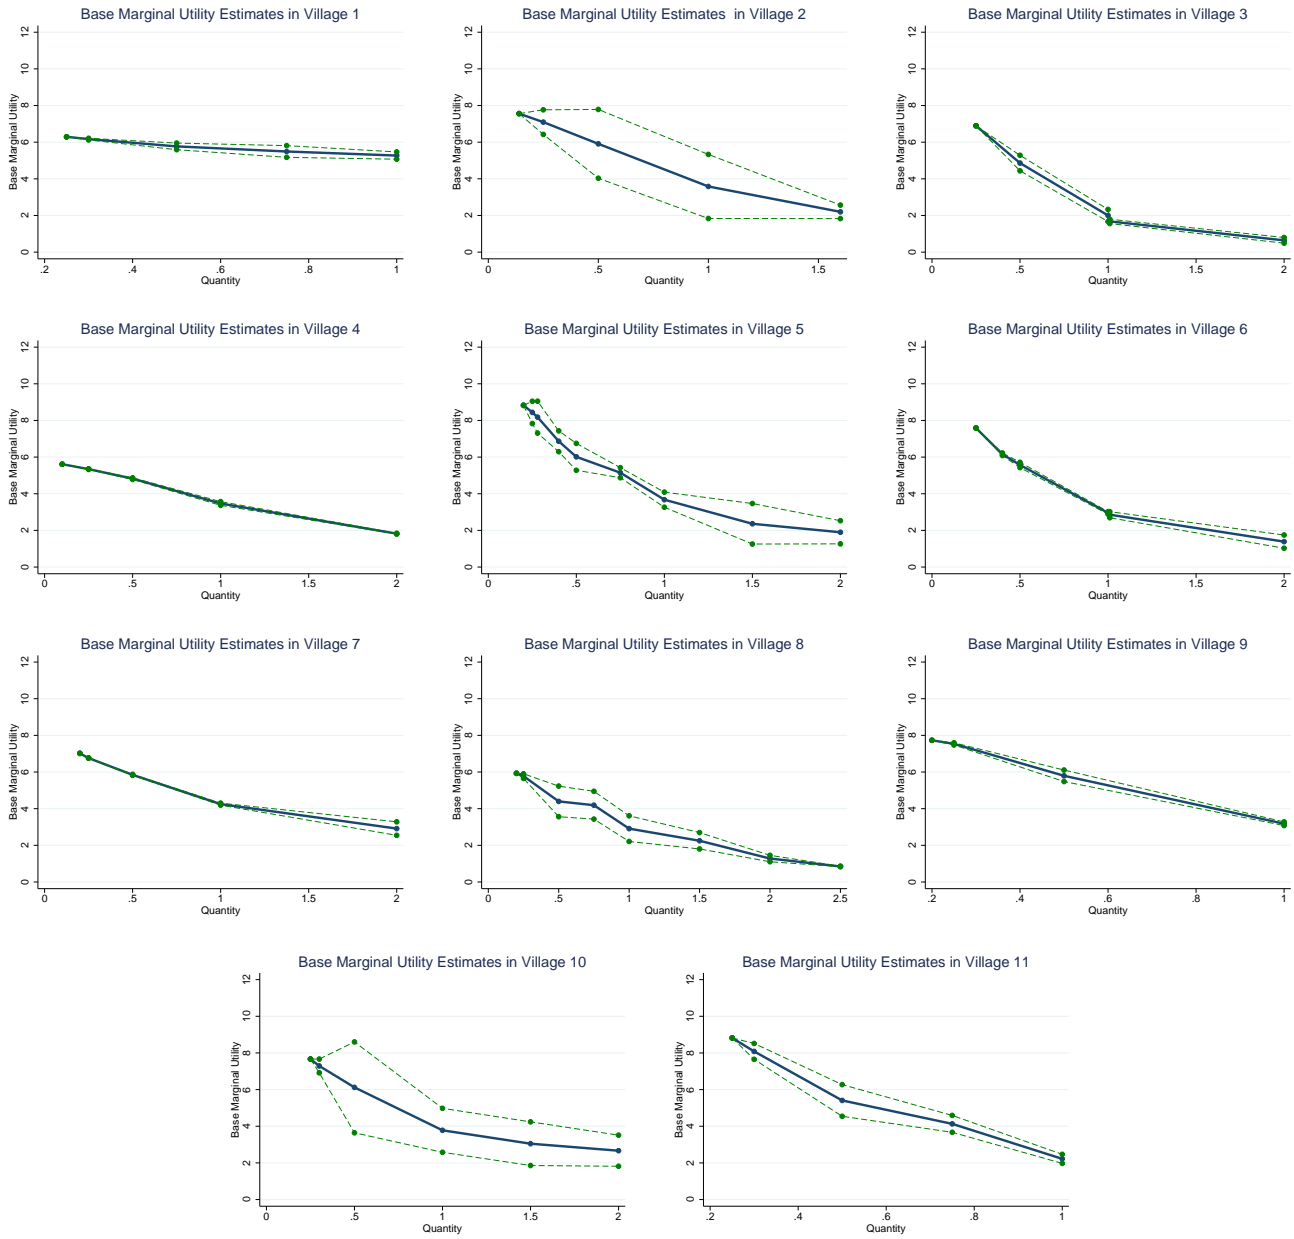 Base Marginal Utility Estimates in Village 1
Base Marginal Utility
0 2 4 6 8 10 12
.2 .4 .6 .8 1
Quantity
Base Marginal Utility Estimates  in Village 2
Base Marginal Utility
0 2 4 6 8 10 12
0 .5 1 1.5
Quantity
Base Marginal Utility Estimates in Village 3
Base Marginal Utility
0 2 4 6 8 10 12
0 .5 1 1.5 2
Quantity
Base Marginal Utility Estimates in Village 4
Base Marginal Utility
0 2 4 6 8 10 12
0 .5 1 1.5 2
Quantity
Base Marginal Utility Estimates in Village 5
Base Marginal Utility
0 2 4 6 8 10 12
0 .5 1 1.5 2
Quantity
Base Marginal Utility Estimates in Village 6
Base Marginal Utility
0 2 4 6 8 10 12
0 .5 1 1.5 2
Quantity
Base Marginal Utility Estimates in Village 7
Base Marginal Utility
0 2 4 6 8 10 12
0 .5 1 1.5 2
Quantity
Base Marginal Utility Estimates in Village 8
Base Marginal Utility
0 2 4 6 8 10 12
0 .5 1 1.5 2 2.5
Quantity
Base Marginal Utility Estimates in Village 9
Base Marginal Utility
0 2 4 6 8 10 12
.2 .4 .6 .8 1
Quantity
Base Marginal Utility Estimates in Village 10
Base Marginal Utility
0 2 4 6 8 10 12
0 .5 1 1.5 2
Quantity
Base Marginal Utility Estimates in Village 11
Base Marginal Utility
0 2 4 6 8 10 12
.2 .4 .6 .8 1
Quantity